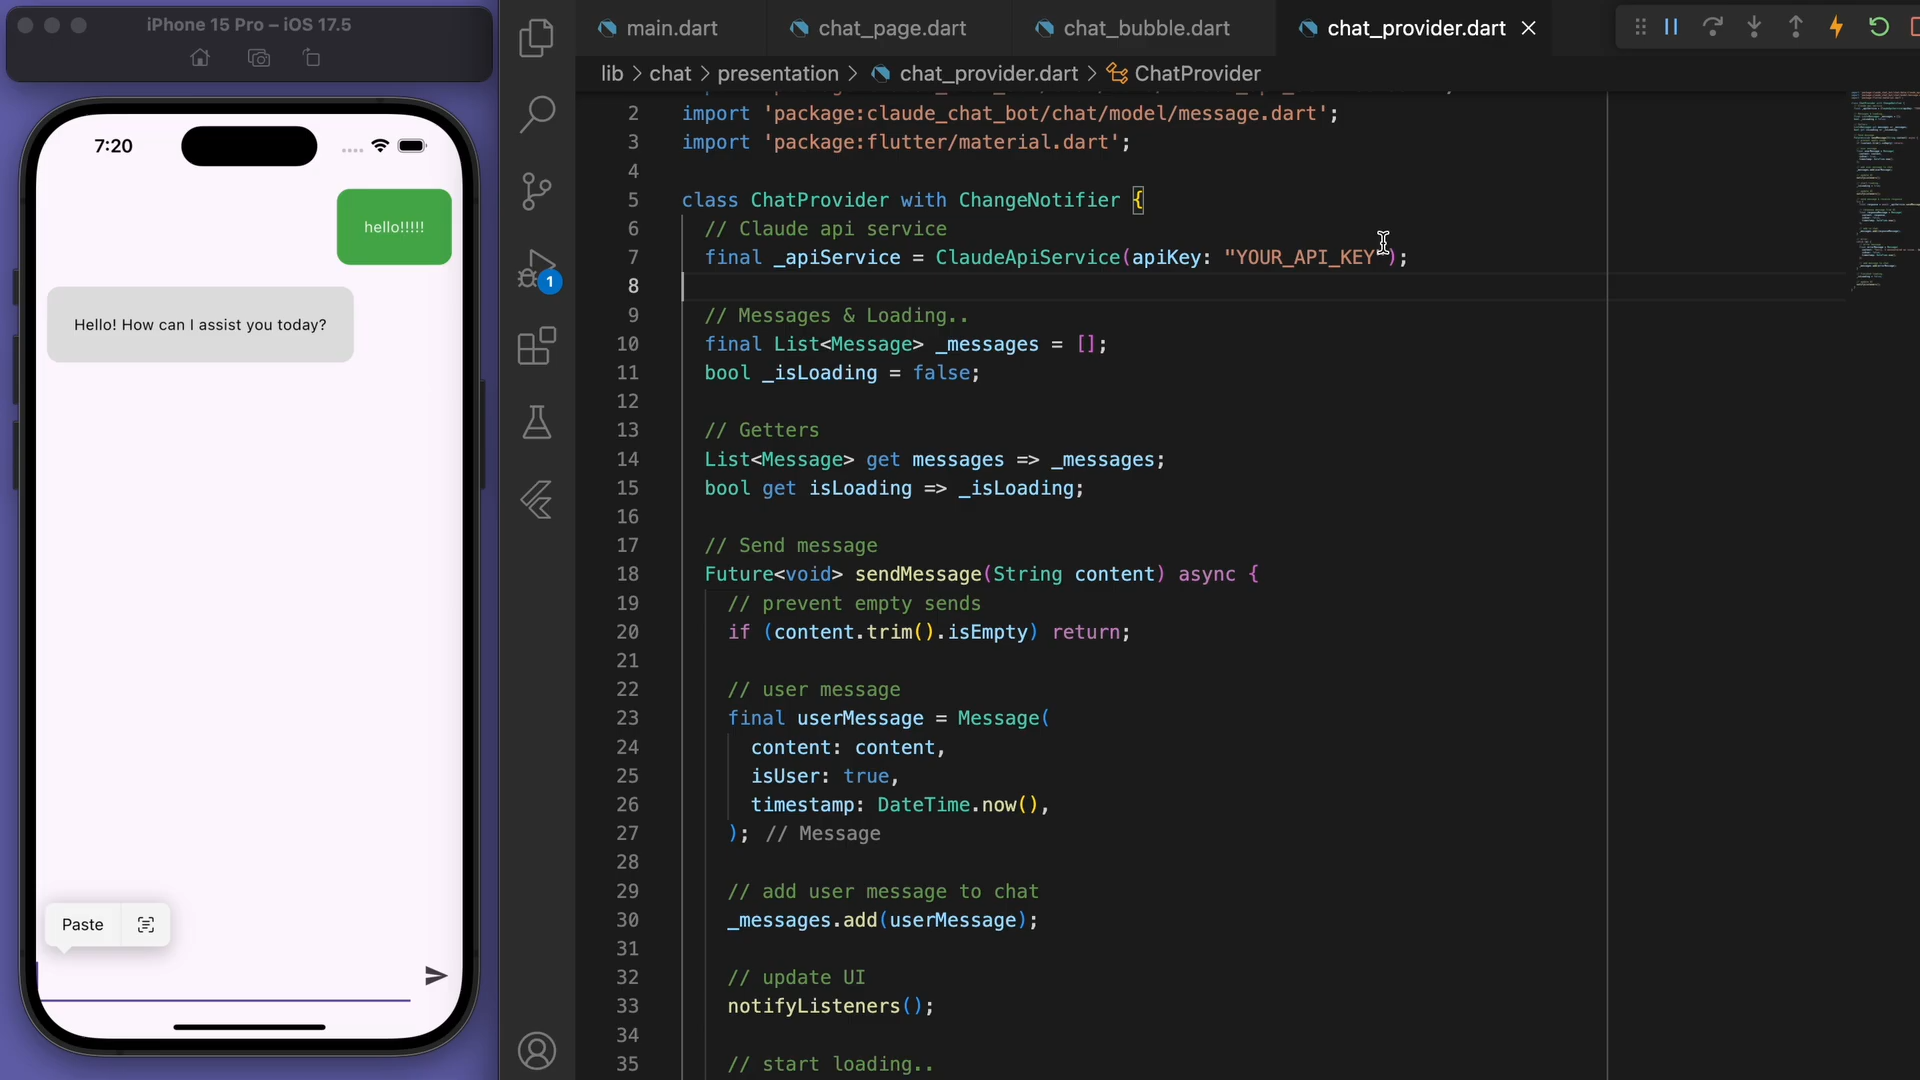 iPhone 15 Pro – iOS 17.5
7:20
hello!!!!!
Hello! How can I assist you today?
Paste
1
main.dart
chat_page.dart
chat_bubble.dart
chat_provider.dart
lib > chat > presentation > chat_provider.dart > ChatProvider
2 import 'package:claude_chat_bot/chat/model/message.dart';
3 import 'package:flutter/material.dart';
4
5 class ChatProvider with ChangeNotifier {
6 // Claude api service
7 final _apiService = ClaudeApiService(apiKey: "YOUR_API_KEY");
8
9 // Messages & Loading..
10 final List<Message> _messages = [];
11 bool _isLoading = false;
12
13 // Getters
14 List<Message> get messages => _messages;
15 bool get isLoading => _isLoading;
16
17 // Send message
18 Future<void> sendMessage(String content) async {
19 // prevent empty sends
20 if (content.trim().isEmpty) return;
21
22 // user message
23 final userMessage = Message(
24 content: content,
25 isUser: true,
26 timestamp: DateTime.now(),
27 ); // Message
28
29 // add user message to chat
30 _messages.add(userMessage);
31
32 // update UI
33 notifyListeners();
34
35 // start loading..